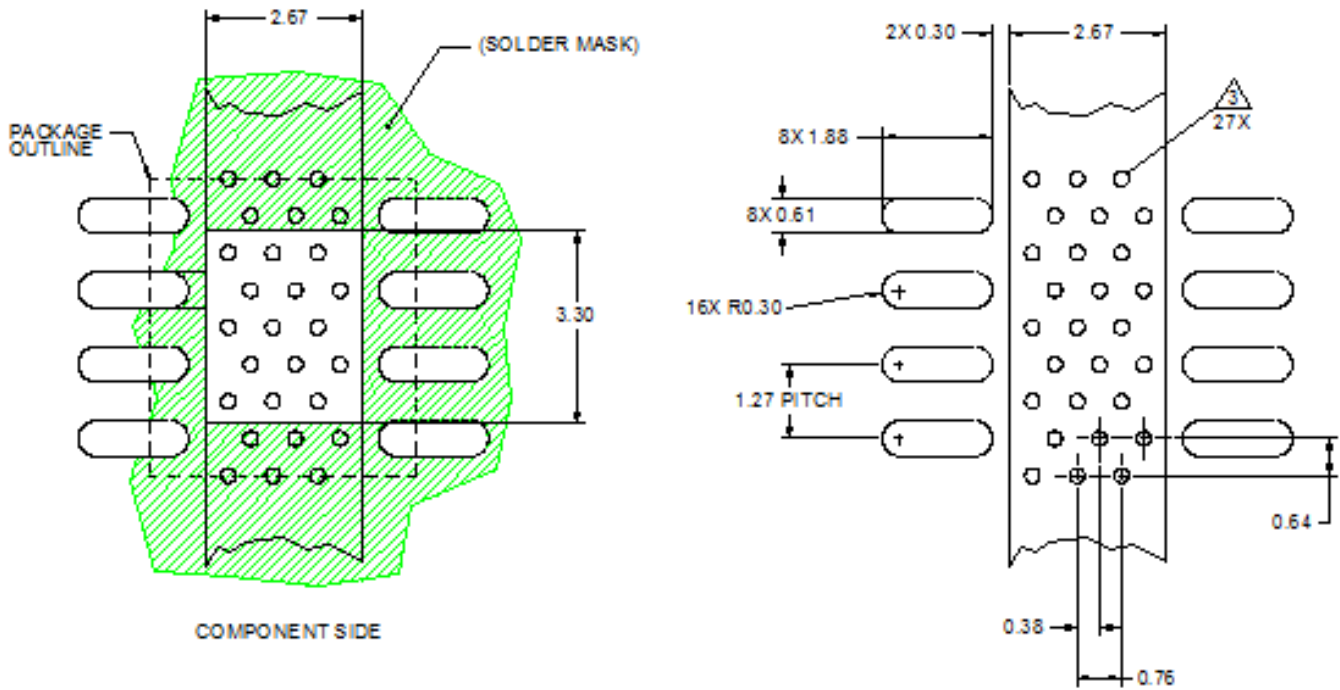 2.67
(SOLDER MASK)
PACKAGE
OUTLINE
3.30
COMPONENT SIDE
2X 0.30
2.67
3
27X
8X 1.88
8X 0.61
16X R0.30
1.27 PITCH
0.64
0.38
0.76